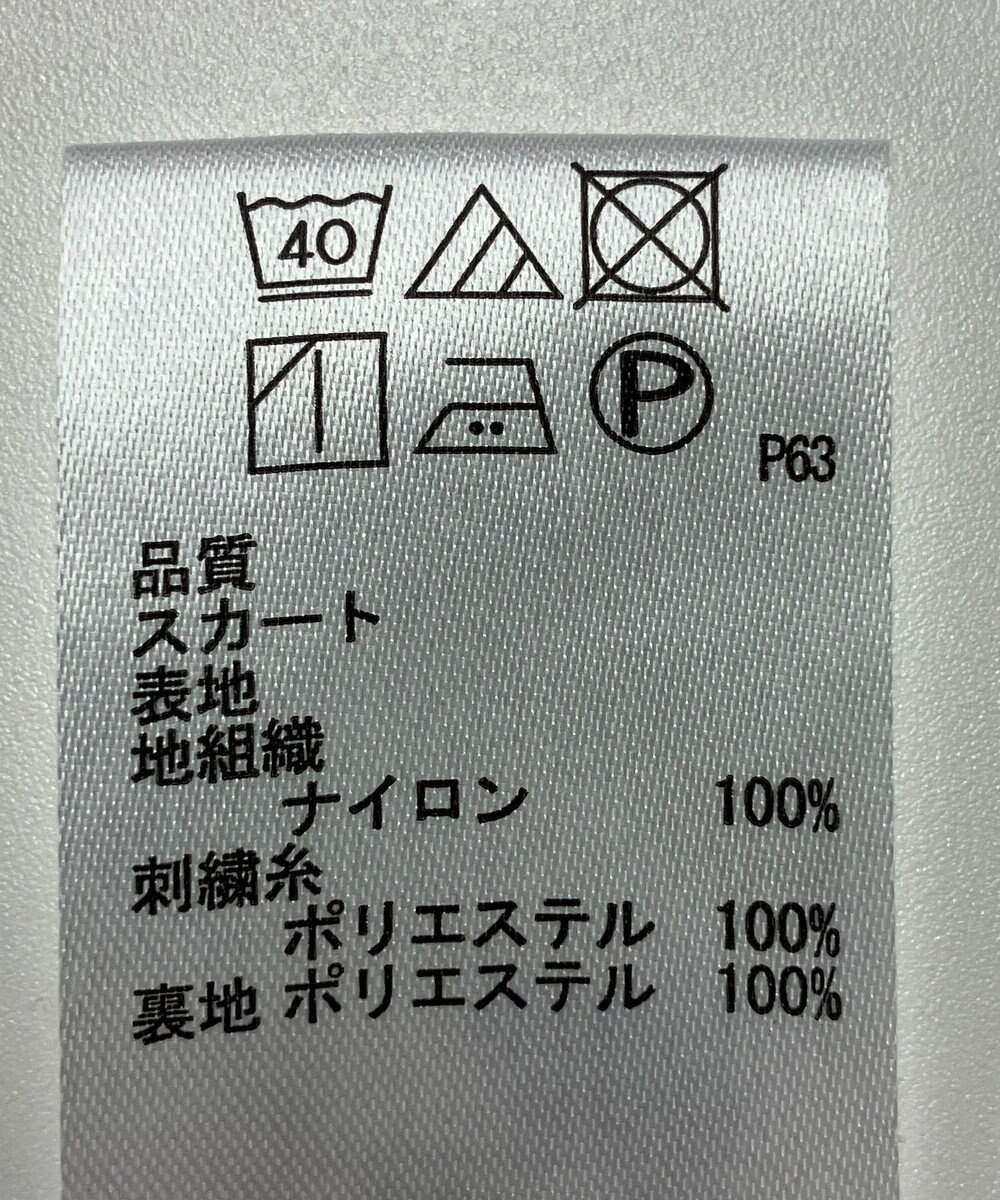 40
P
P63
品質
スカート
表地
地組織
ナイロン 100%
刺繍糸
ポリエステル 100%
裏地 ポリエステル 100%